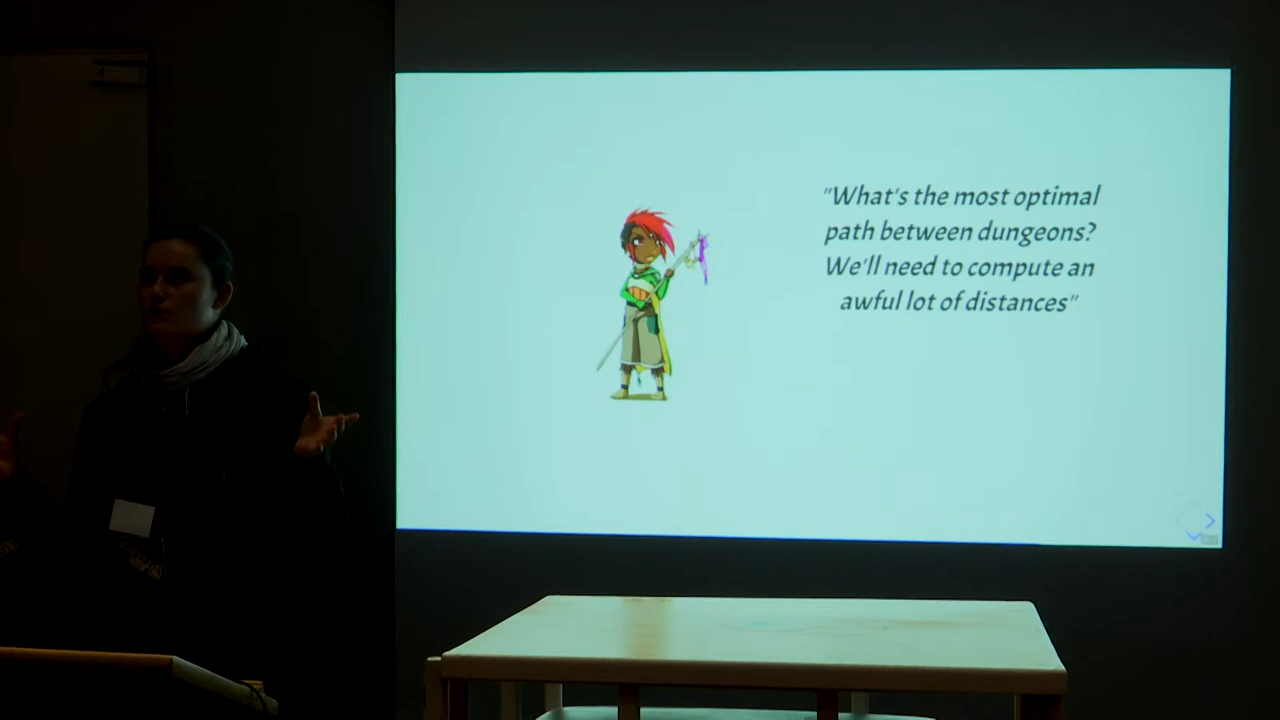 "What's the most optimal
path between dungeons?
We'll need to compute an
awful lot of distances"